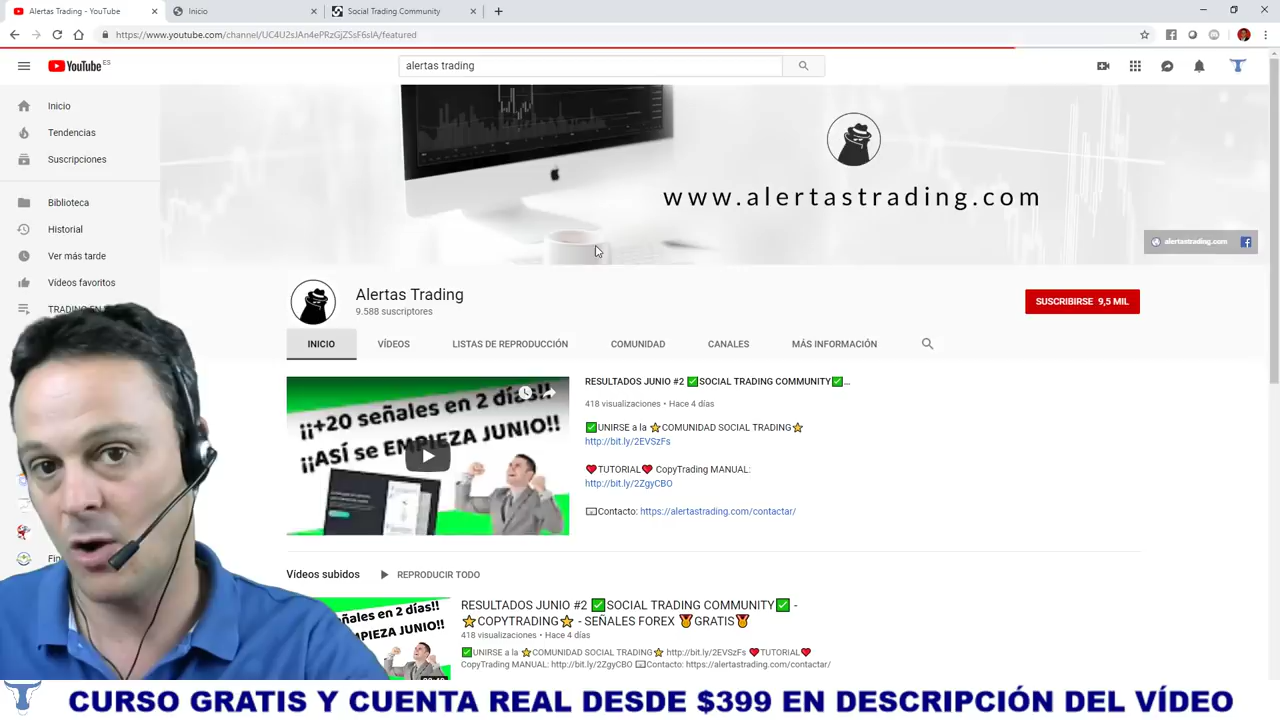 Alertas Trading - YouTube
Inicio
Social Trading Community
https://www.youtube.com/channel/UC4U2sJAn4ePRzGjZSsF6slA/featured
YouTube ES
alertas trading
Inicio
Tendencias
Suscripciones
Biblioteca
Historial
Ver más tarde
Vídeos favoritos
TRADING EN
Fin
www.alertastrading.com
alertastrading.com
Alertas Trading
9.588 suscriptores
SUSCRIBIRSE 9,5 MIL
INICIO
VÍDEOS
LISTAS DE REPRODUCCIÓN
COMUNIDAD
CANALES
MÁS INFORMACIÓN
¡¡+20 señales en 2 días!!
¡¡ASÍ se EMPIEZA JUNIO!!
RESULTADOS JUNIO #2 ✅SOCIAL TRADING COMMUNITY✅...
418 visualizaciones • Hace 4 días
✅UNIRSE a la ⭐COMUNIDAD SOCIAL TRADING⭐
http://bit.ly/2EVSzFs
❤️TUTORIAL❤️ CopyTrading MANUAL:
http://bit.ly/2ZgyCBO
📧Contacto: https://alertastrading.com/contactar/
Vídeos subidos
REPRODUCIR TODO
eñales en 2 días!!
EMPIEZA JUNIO!!
RESULTADOS JUNIO #2 ✅SOCIAL TRADING COMMUNITY✅ -
⭐COPYTRADING⭐ - SEÑALES FOREX 🏅GRATIS🏅
418 visualizaciones • Hace 4 días
✅UNIRSE a la ⭐COMUNIDAD SOCIAL TRADING⭐ http://bit.ly/2EVSzFs ❤️TUTORIAL❤️
CopyTrading MANUAL: http://bit.ly/2ZgyCBO 📧Contacto: https://alertastrading.com/contactar/
CURSO GRATIS Y CUENTA REAL DESDE $399 EN DESCRIPCIÓN DEL VÍDEO